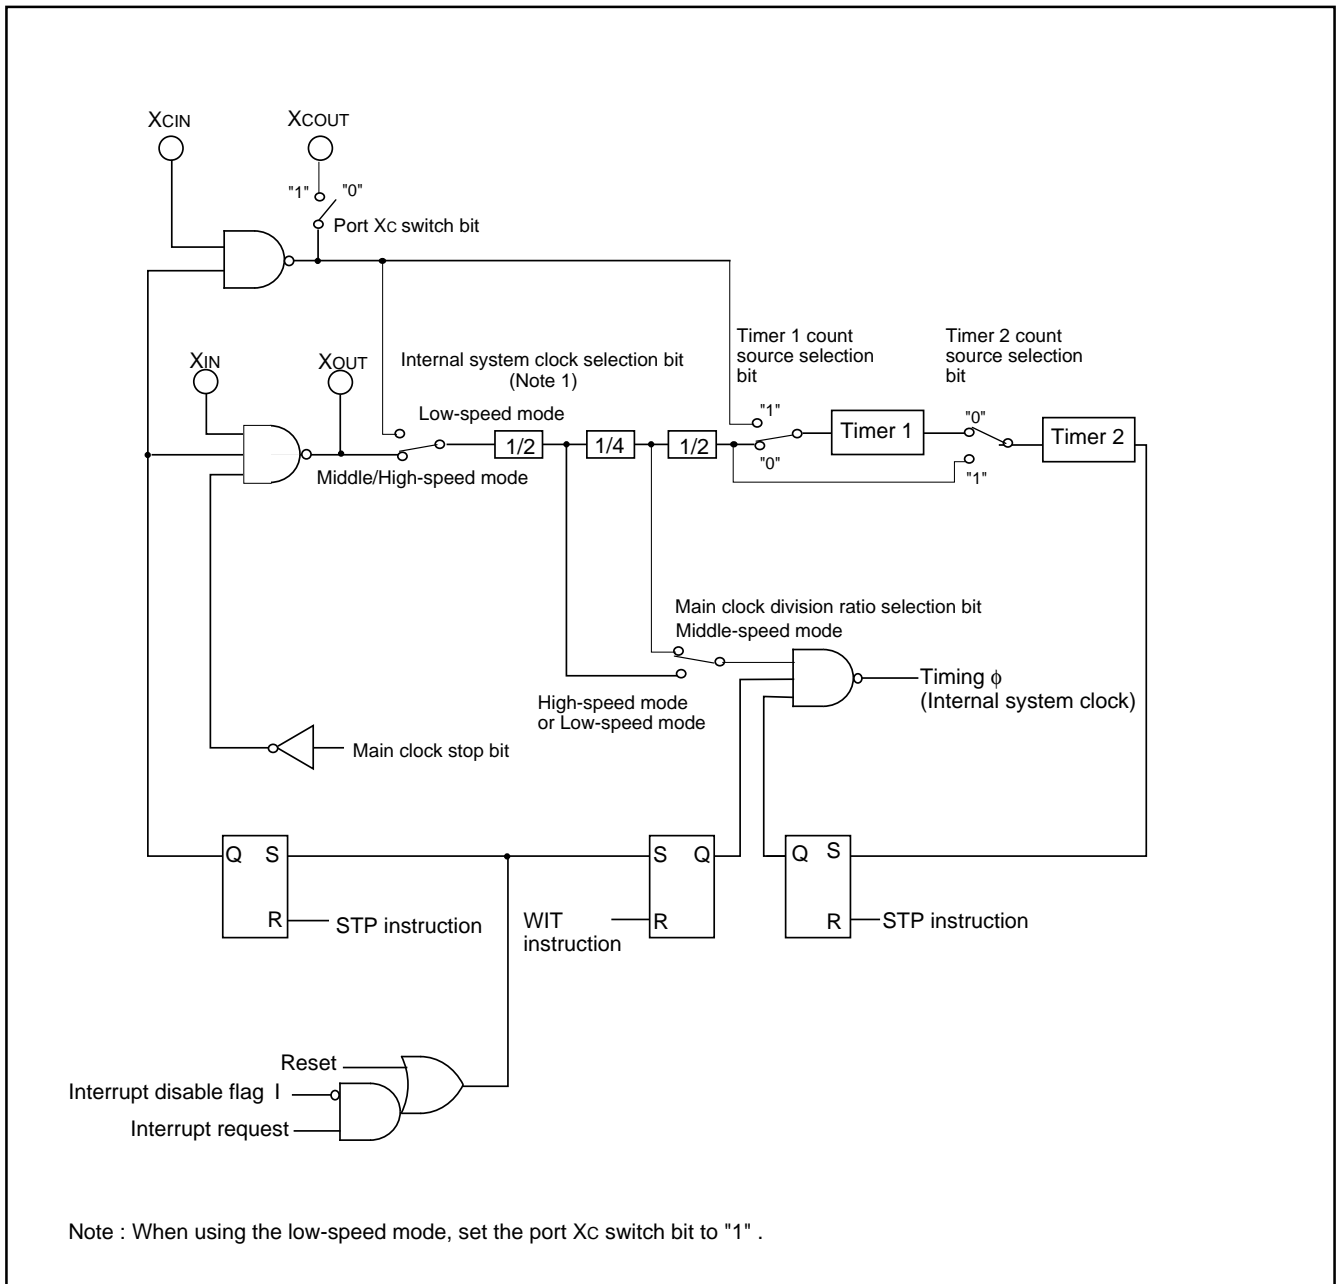 XCIN
XCOUT
"1" "0"
Port XC switch bit
XIN
XOUT
Internal system clock selection bit
(Note 1)
Low-speed mode
Middle/High-speed mode
1/2
1/4
1/2
Timer 1 count
source selection
bit
"1"
"0"
Timer 1
Timer 2 count
source selection
bit
"0"
"1"
Timer 2
Main clock division ratio selection bit
Middle-speed mode
High-speed mode
or Low-speed mode
Timing ϕ
(Internal system clock)
Main clock stop bit
Q S
R
STP instruction
S Q
R
WIT
instruction
Q S
R
STP instruction
Reset
Interrupt disable flag I
Interrupt request
Note : When using the low-speed mode, set the port XC switch bit to "1" .